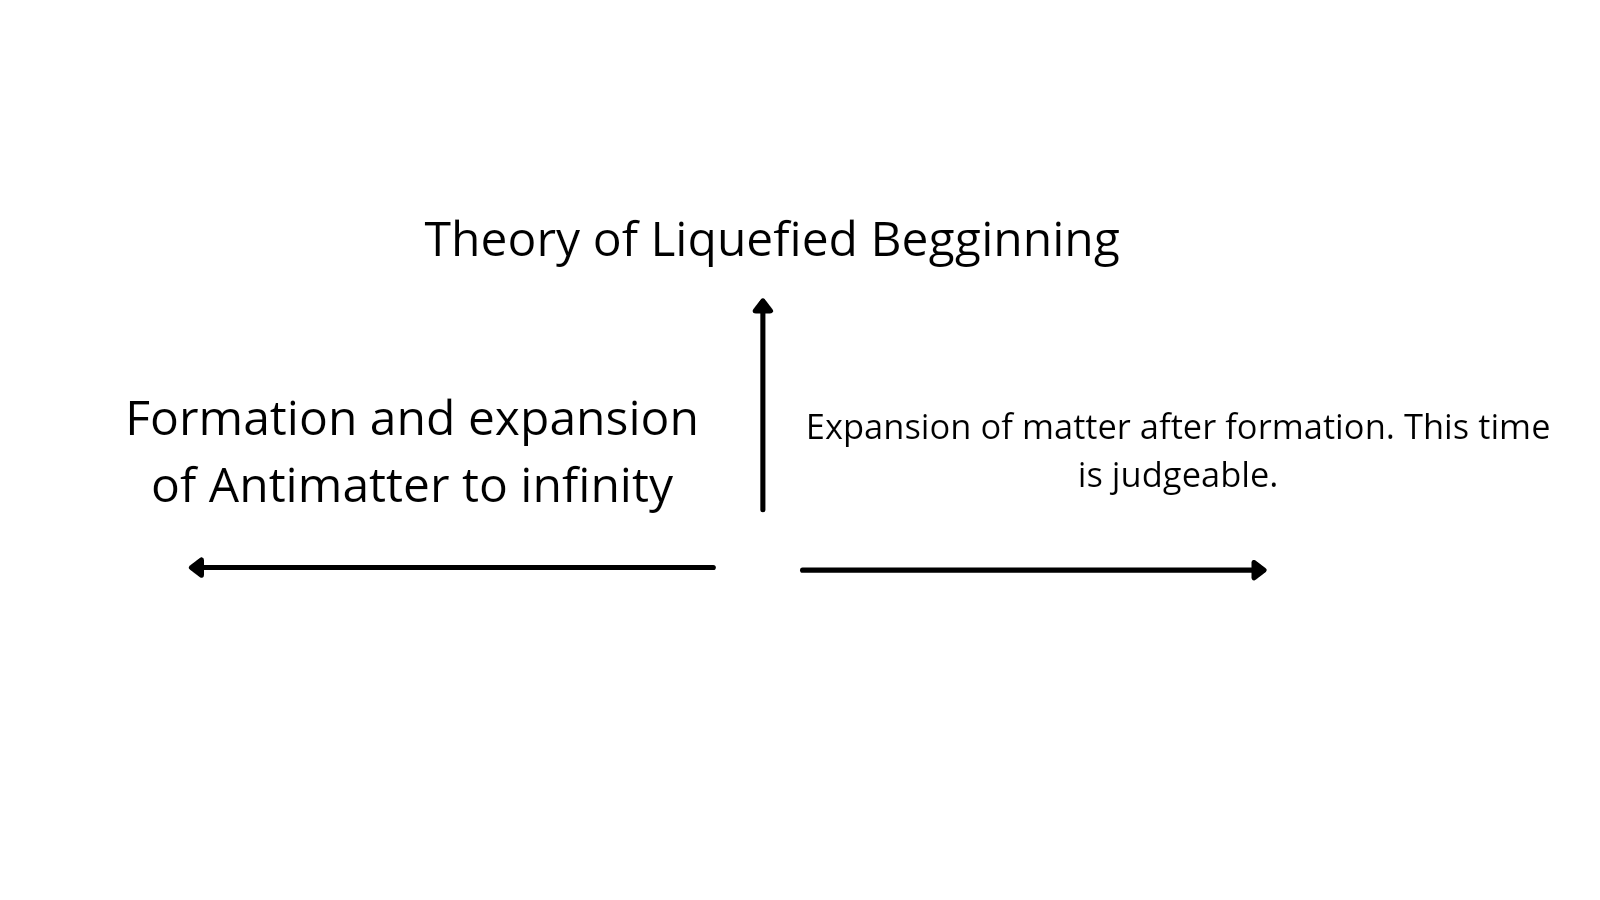 Theory of Liquefied Begginning
Formation and expansion
of Antimatter to infinity
Expansion of matter after formation. This time
is judgeable.